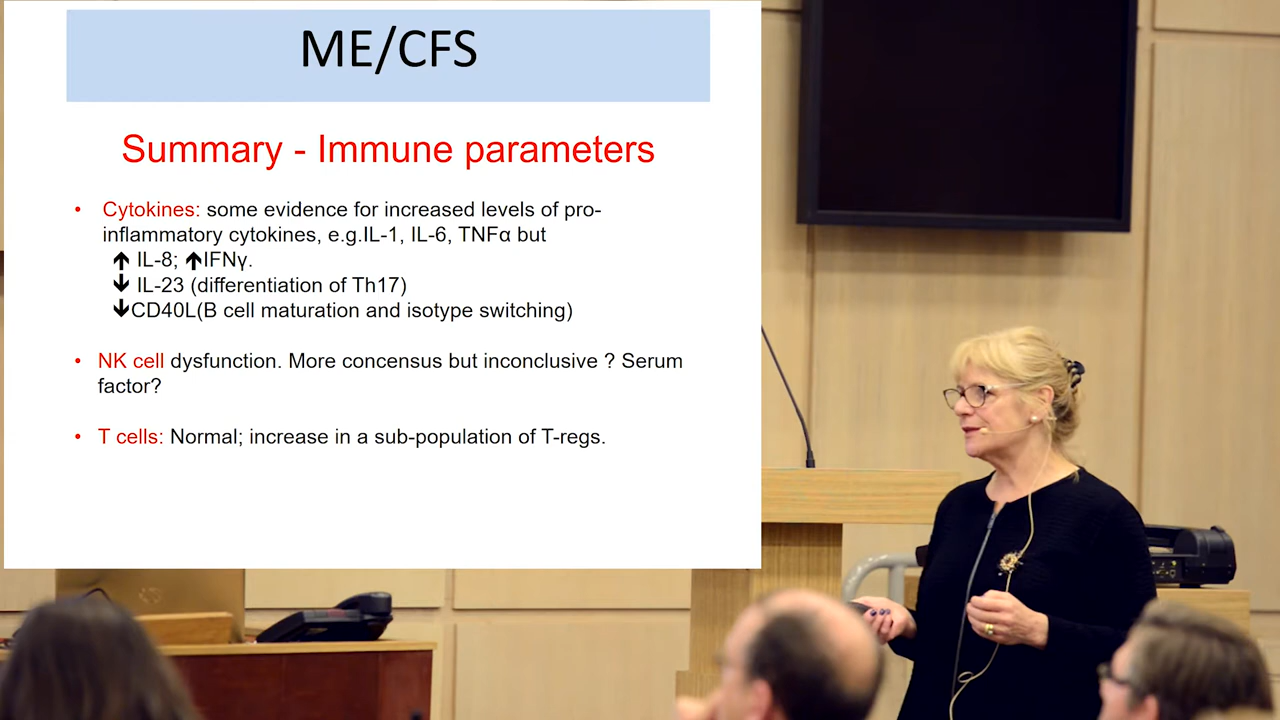 ME/CFS
Summary - Immune parameters
• Cytokines: some evidence for increased levels of pro-
inflammatory cytokines, e.g.IL-1, IL-6, TNFα but
🡹 IL-8; 🡹IFNγ.
🡻 IL-23 (differentiation of Th17)
🡻CD40L(B cell maturation and isotype switching)
• NK cell dysfunction. More concensus but inconclusive ? Serum
factor?
• T cells: Normal; increase in a sub-population of T-regs.